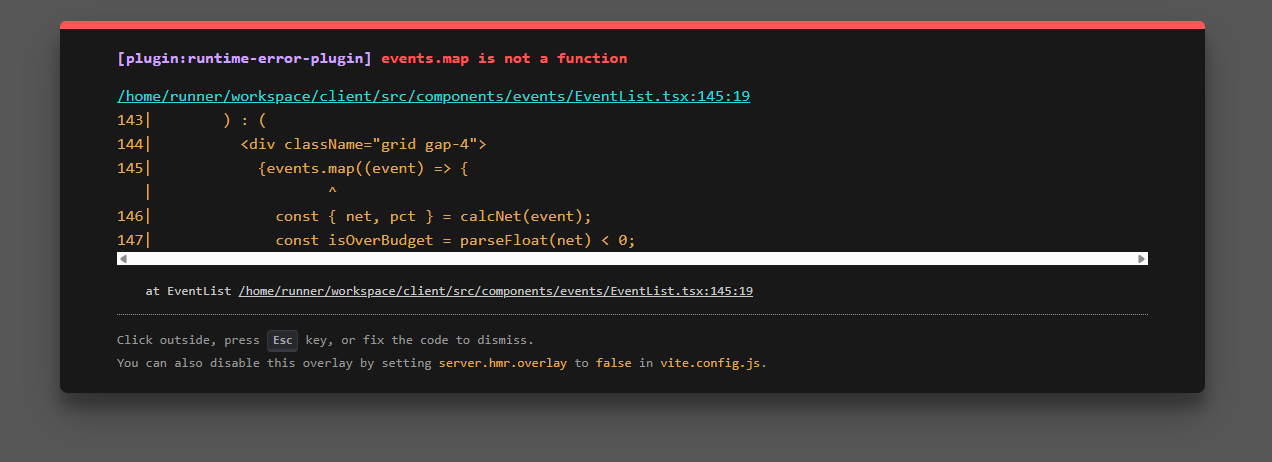 [plugin:runtime-error-plugin] events.map is not a function
/home/runner/workspace/client/src/components/events/EventList.tsx:145:19
143|        ) : (
144|          <div className="grid gap-4">
145|            {events.map((event) => {
   |                    ^
146|              const { net, pct } = calcNet(event);
147|              const isOverBudget = parseFloat(net) < 0;
at EventList /home/runner/workspace/client/src/components/events/EventList.tsx:145:19
Click outside, press Esc key, or fix the code to dismiss.
You can also disable this overlay by setting server.hmr.overlay to false in vite.config.js.